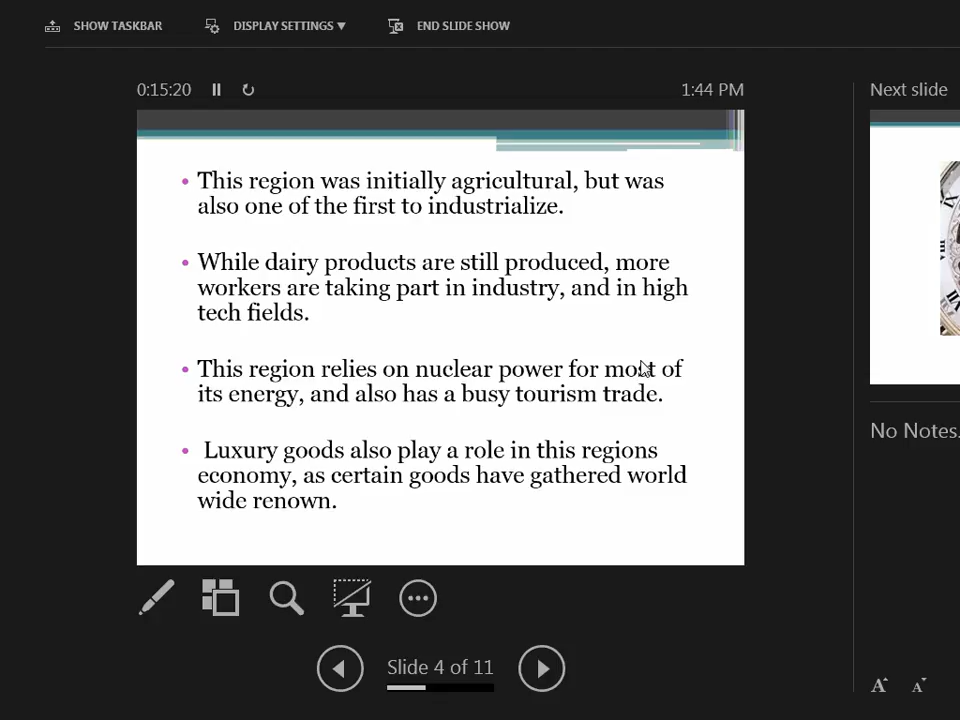 SHOW TASKBAR DISPLAY SETTINGS ▼ END SLIDE SHOW
0:15:20 1:44 PM Next slide
• This region was initially agricultural, but was
also one of the first to industrialize.
• While dairy products are still produced, more
workers are taking part in industry, and in high
tech fields.
• This region relies on nuclear power for most of
its energy, and also has a busy tourism trade.
• Luxury goods also play a role in this regions
economy, as certain goods have gathered world
wide renown.
No Notes.
Slide 4 of 11
A A